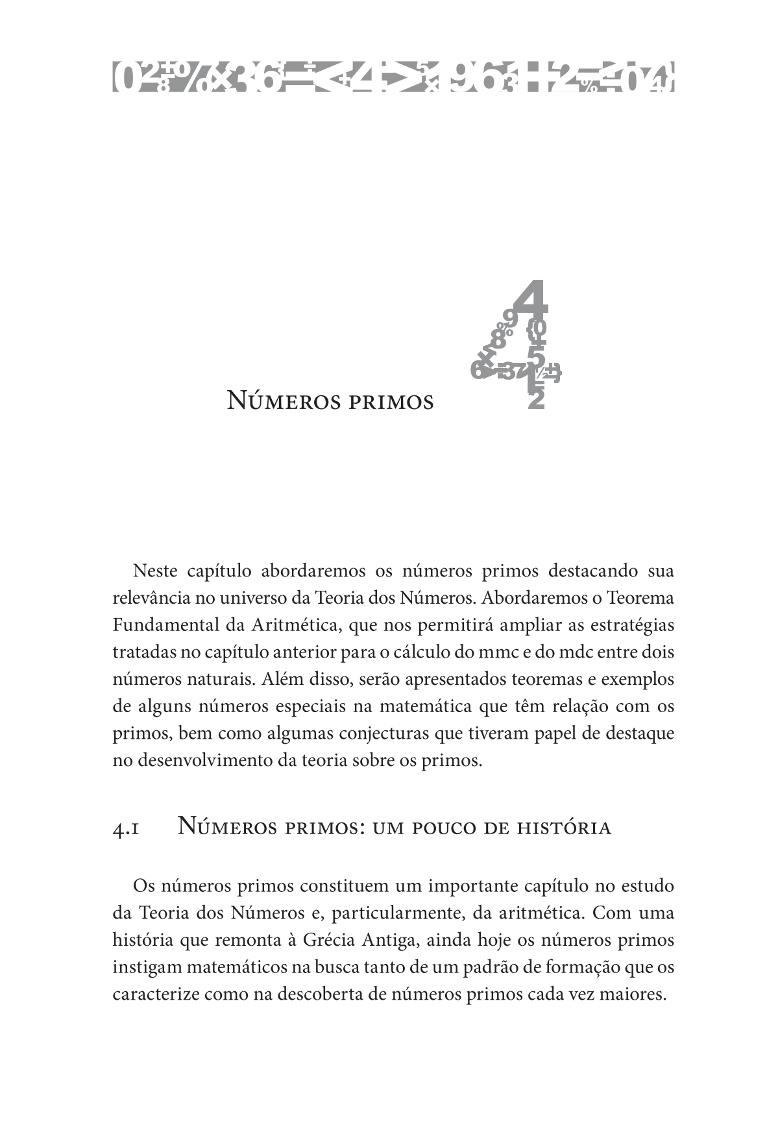 Números primos
4
Neste capítulo abordaremos os números primos destacando sua
relevância no universo da Teoria dos Números. Abordaremos o Teorema
Fundamental da Aritmética, que nos permitirá ampliar as estratégias
tratadas no capítulo anterior para o cálculo do mmc e do mdc entre dois
números naturais. Além disso, serão apresentados teoremas e exemplos
de alguns números especiais na matemática que têm relação com os
primos, bem como algumas conjecturas que tiveram papel de destaque
no desenvolvimento da teoria sobre os primos.
4.1 Números primos: um pouco de história
Os números primos constituem um importante capítulo no estudo
da Teoria dos Números e, particularmente, da aritmética. Com uma
história que remonta à Grécia Antiga, ainda hoje os números primos
instigam matemáticos na busca tanto de um padrão de formação que os
caracterize como na descoberta de números primos cada vez maiores.